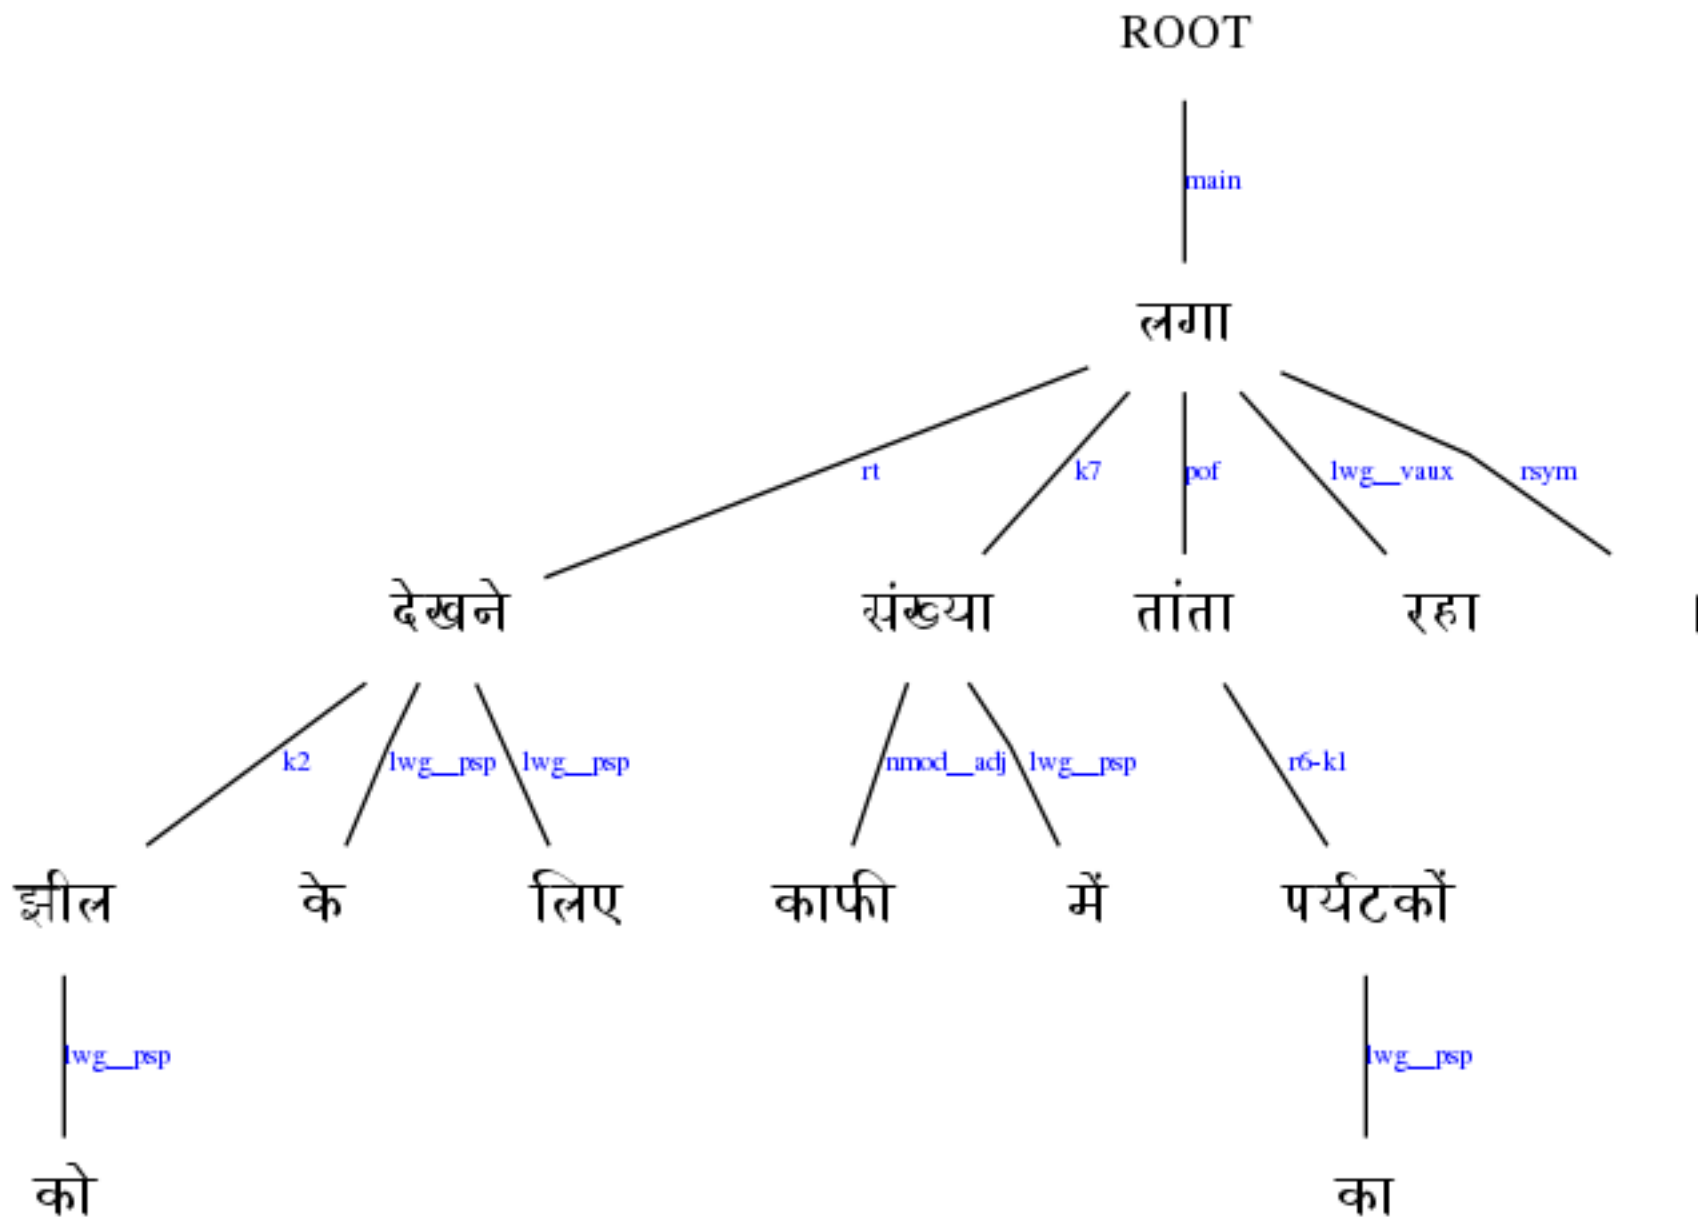 ROOT
main
लगा
rt k7 pof lwg__vaux rsym
देखने संख्या तांता रहा ।
k2 lwg__psp lwg__psp nmod__adj lwg__psp r6-k1
झील के लिए काफी में पर्यटकों
lwg__psp lwg__psp
को का